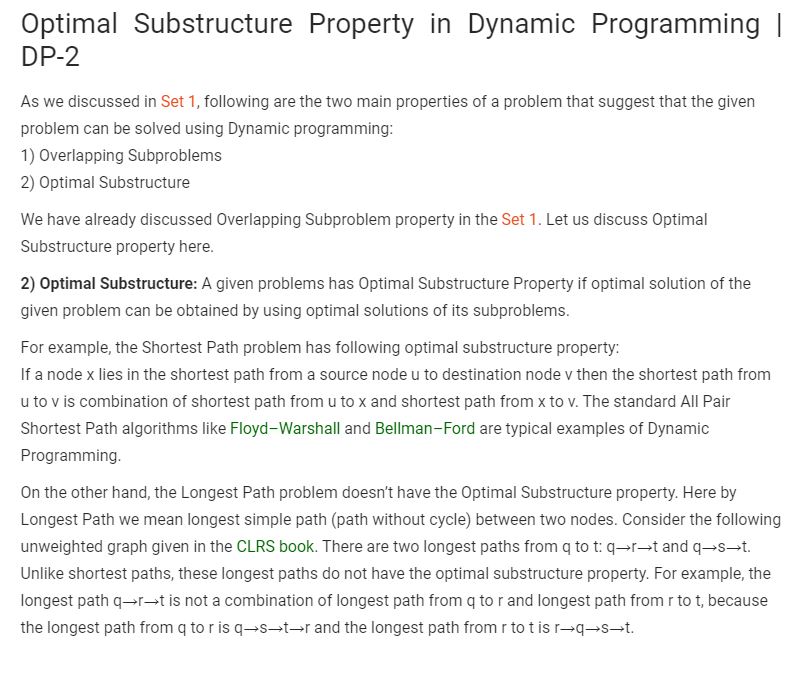 Optimal Substructure Property in Dynamic Programming |
DP-2
As we discussed in Set 1, following are the two main properties of a problem that suggest that the given
problem can be solved using Dynamic programming:
1) Overlapping Subproblems
2) Optimal Substructure
We have already discussed Overlapping Subproblem property in the Set 1. Let us discuss Optimal
Substructure property here.
2) Optimal Substructure: A given problems has Optimal Substructure Property if optimal solution of the
given problem can be obtained by using optimal solutions of its subproblems.
For example, the Shortest Path problem has following optimal substructure property:
If a node x lies in the shortest path from a source node u to destination node v then the shortest path from
u to v is combination of shortest path from u to x and shortest path from x to v. The standard All Pair
Shortest Path algorithms like Floyd–Warshall and Bellman–Ford are typical examples of Dynamic
Programming.
On the other hand, the Longest Path problem doesn't have the Optimal Substructure property. Here by
Longest Path we mean longest simple path (path without cycle) between two nodes. Consider the following
unweighted graph given in the CLRS book. There are two longest paths from q to t: q→r→t and q→s→t.
Unlike shortest paths, these longest paths do not have the optimal substructure property. For example, the
longest path q→r→t is not a combination of longest path from q to r and longest path from r to t, because
the longest path from q to r is q→s→t→r and the longest path from r to t is r→q→s→t.